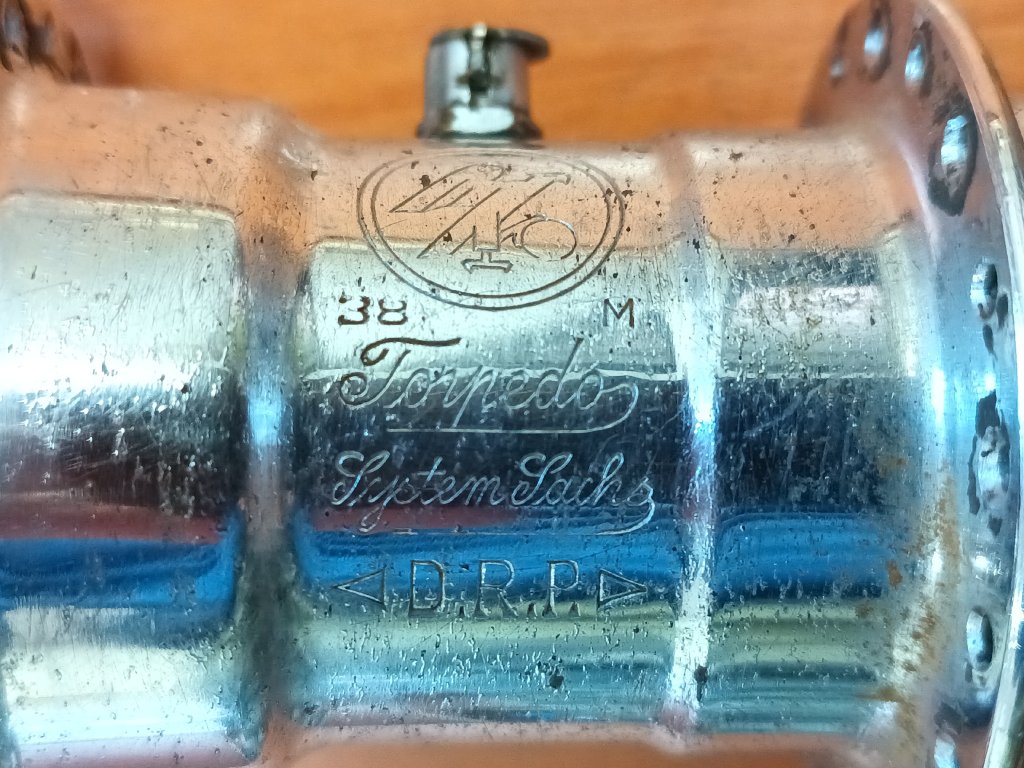 38 M
Torpedo
System Sachs
D.R.P.